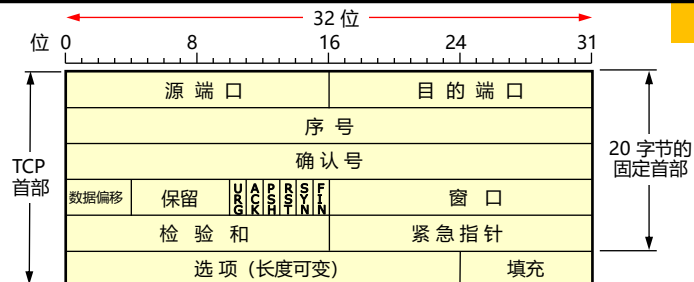 32 位
位 0 8 16 24 31
源 端 口 目 的 端 口
序 号
TCP 首部
确 认 号
20 字节的
固定首部
数据偏移 保留 URG ACK PSH RST SYN FIN 窗 口
检 验 和 紧 急 指 针
选 项 (长度可变) 填充